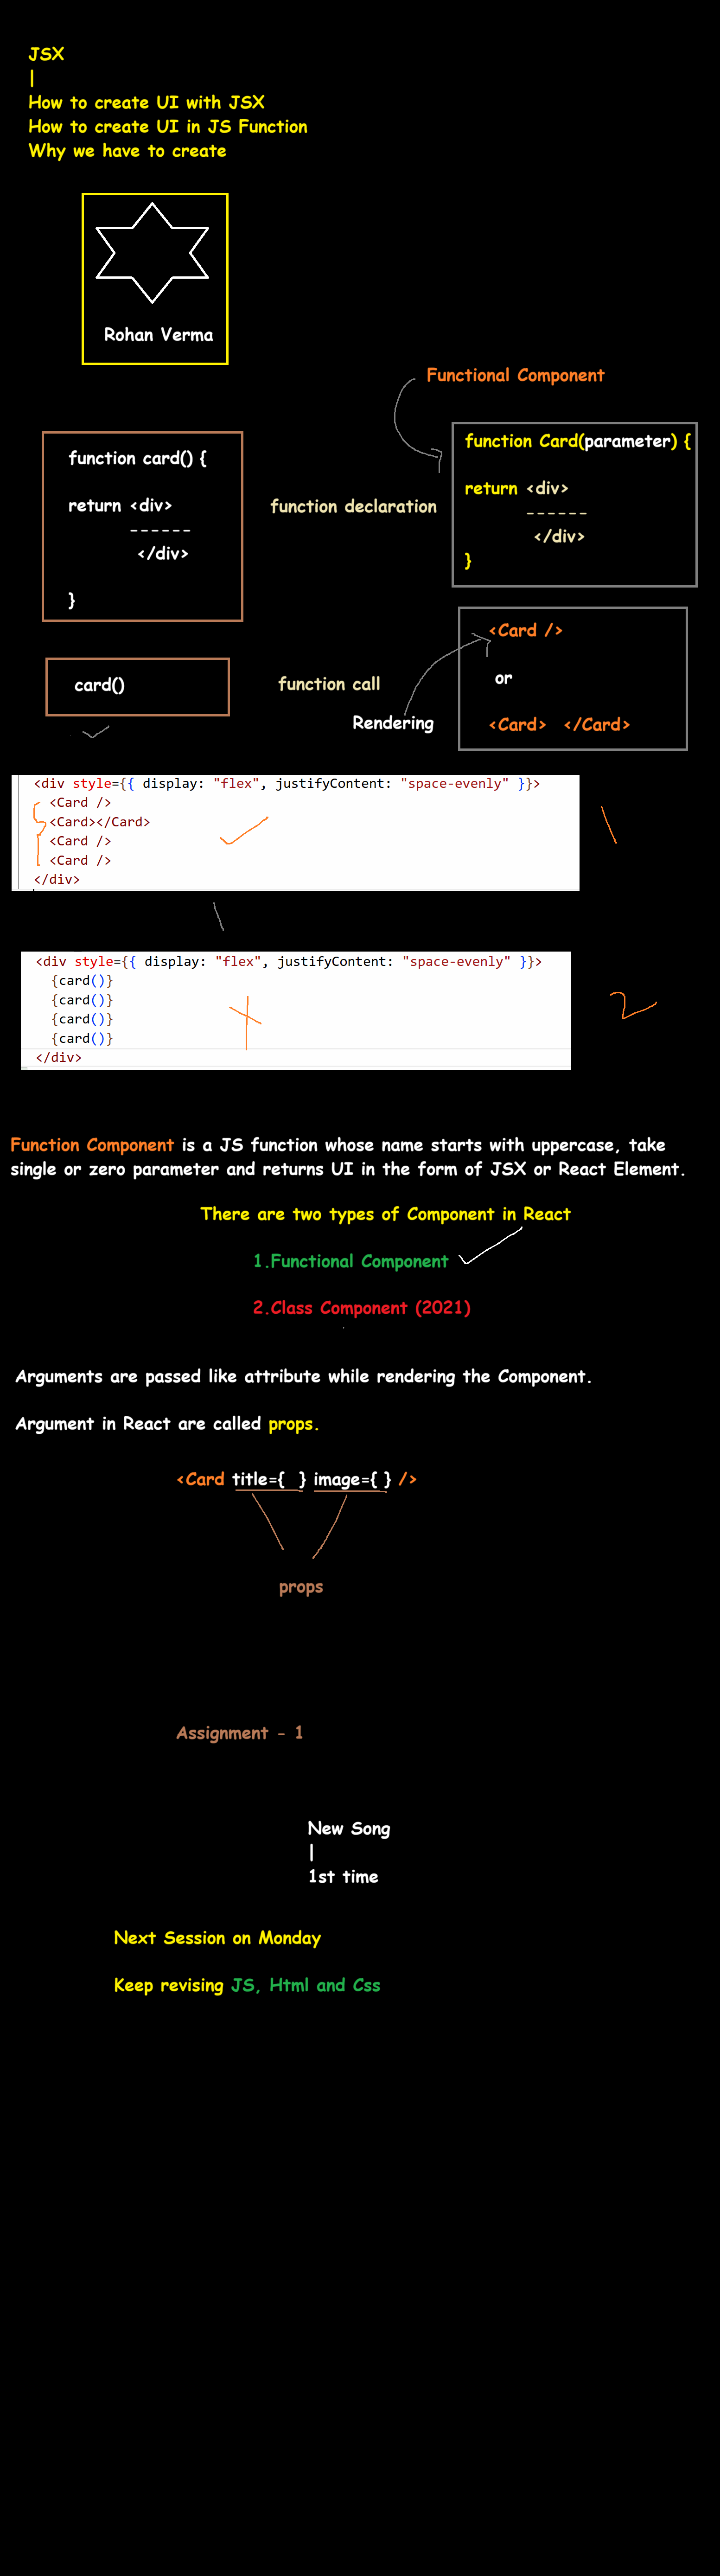 JSX
|
How to create UI with JSX
How to create UI in JS Function
Why we have to create
Rohan Verma
Functional Component
function card() {
return <div>
------
</div>
}
function declaration
function Card(parameter) {
return <div>
------
</div>
}
card()
function call
Rendering
<Card />
or
<Card> </Card>
<div style={{ display: "flex", justifyContent: "space-evenly" }}>
<Card />
<Card></Card>
<Card />
<Card />
</div>
1
<div style={{ display: "flex", justifyContent: "space-evenly" }}>
{card()}
{card()}
{card()}
{card()}
</div>
2
Function Component is a JS function whose name starts with uppercase, take
single or zero parameter and returns UI in the form of JSX or React Element.
There are two types of Component in React
1.Functional Component
2.Class Component (2021)
Arguments are passed like attribute while rendering the Component.
Argument in React are called props.
<Card title={ } image={ } />
props
Assignment - 1
New Song
|
1st time
Next Session on Monday
Keep revising JS, Html and Css